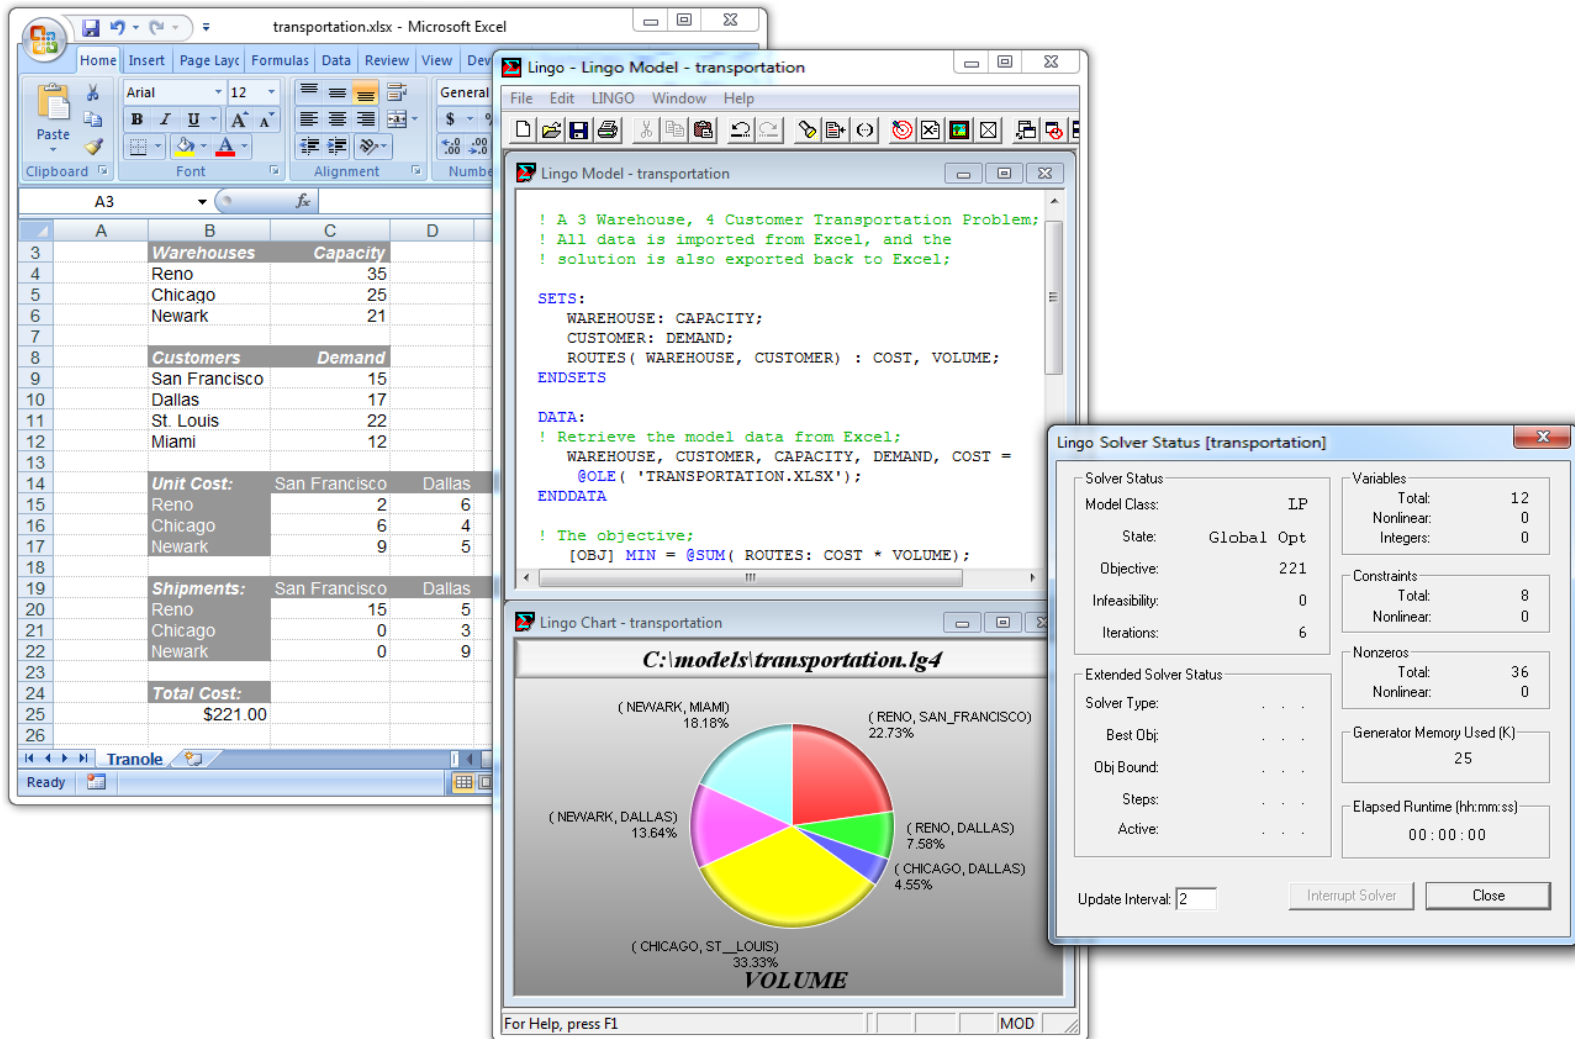 transportation.xlsx - Microsoft Excel
Home Insert Page Layc Formulas Data Review View Dev
Paste
Arial 12
B I U A A
General
$ %
.00 .00
Clipboard Font Alignment Numbe
A3 fx
A B C D
3 Warehouses Capacity
4 Reno 35
5 Chicago 25
6 Newark 21
7
8 Customers Demand
9 San Francisco 15
10 Dallas 17
11 St. Louis 22
12 Miami 12
13
14 Unit Cost: San Francisco Dallas
15 Reno 2 6
16 Chicago 6 4
17 Newark 9 5
18
19 Shipments: San Francisco Dallas
20 Reno 15 5
21 Chicago 0 3
22 Newark 0 9
23
24 Total Cost:
25 $221.00
26
Tranole
Ready
Lingo - Lingo Model - transportation
File Edit LINGO Window Help
Lingo Model - transportation
! A 3 Warehouse, 4 Customer Transportation Problem;
! All data is imported from Excel, and the
! solution is also exported back to Excel;
SETS:
WAREHOUSE: CAPACITY;
CUSTOMER: DEMAND;
ROUTES( WAREHOUSE, CUSTOMER) : COST, VOLUME;
ENDSETS
DATA:
! Retrieve the model data from Excel;
WAREHOUSE, CUSTOMER, CAPACITY, DEMAND, COST =
@OLE( 'TRANSPORTATION.XLSX');
ENDDATA
! The objective;
[OBJ] MIN = @SUM( ROUTES: COST * VOLUME);
Lingo Chart - transportation
C:\models\transportation.lg4
( NEWARK, MIAMI)
18.18%
( RENO, SAN_FRANCISCO)
22.73%
( NEWARK, DALLAS)
13.64%
( RENO, DALLAS)
7.58%
( CHICAGO, DALLAS)
4.55%
( CHICAGO, ST__LOUIS)
33.33%
VOLUME
For Help, press F1 MOD
Lingo Solver Status [transportation]
Solver Status
Model Class: LP
State: Global Opt
Objective: 221
Infeasibility: 0
Iterations: 6
Extended Solver Status
Solver Type: . . .
Best Obj: . . .
Obj Bound: . . .
Steps: . . .
Active: . . .
Variables
Total: 12
Nonlinear: 0
Integers: 0
Constraints
Total: 8
Nonlinear: 0
Nonzeros
Total: 36
Nonlinear: 0
Generator Memory Used (K)
25
Elapsed Runtime (hh:mm:ss)
00:00:00
Update Interval: 2 Interrupt Solver Close